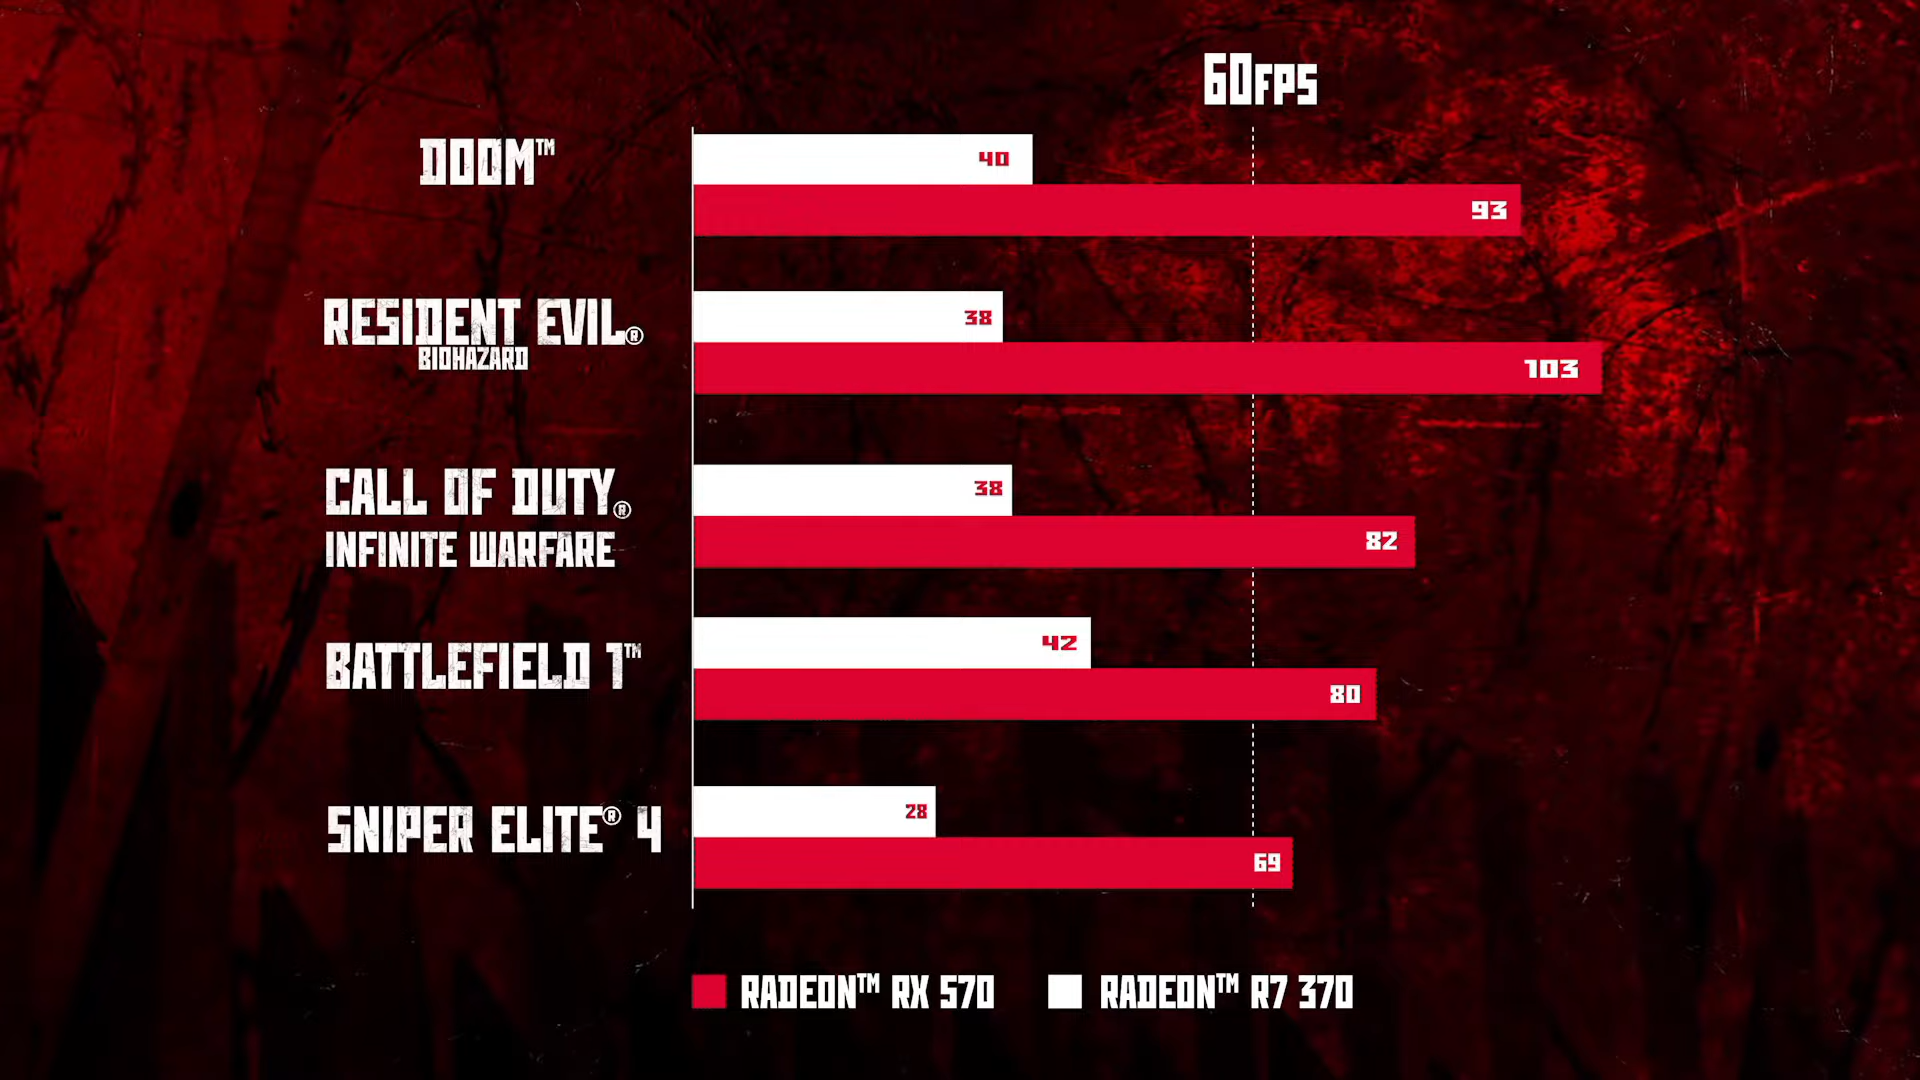 60FPS
DOOM™
40
93
RESIDENT EVIL®
BIOHAZARD
38
103
CALL OF DUTY®
INFINITE WARFARE
38
82
BATTLEFIELD 1™
42
80
SNIPER ELITE® 4
28
69
RADEON™ RX 570
RADEON™ R7 370